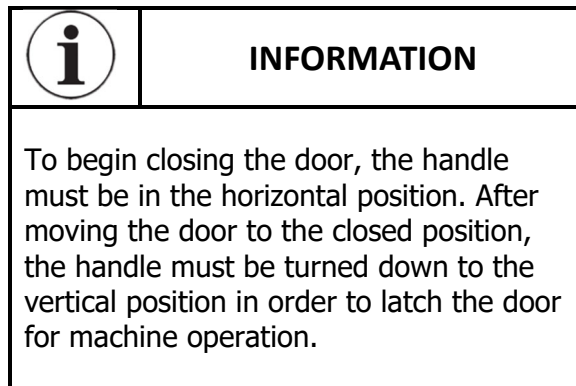 INFORMATION
To begin closing the door, the handle
must be in the horizontal position. After
moving the door to the closed position,
the handle must be turned down to the
vertical position in order to latch the door
for machine operation.